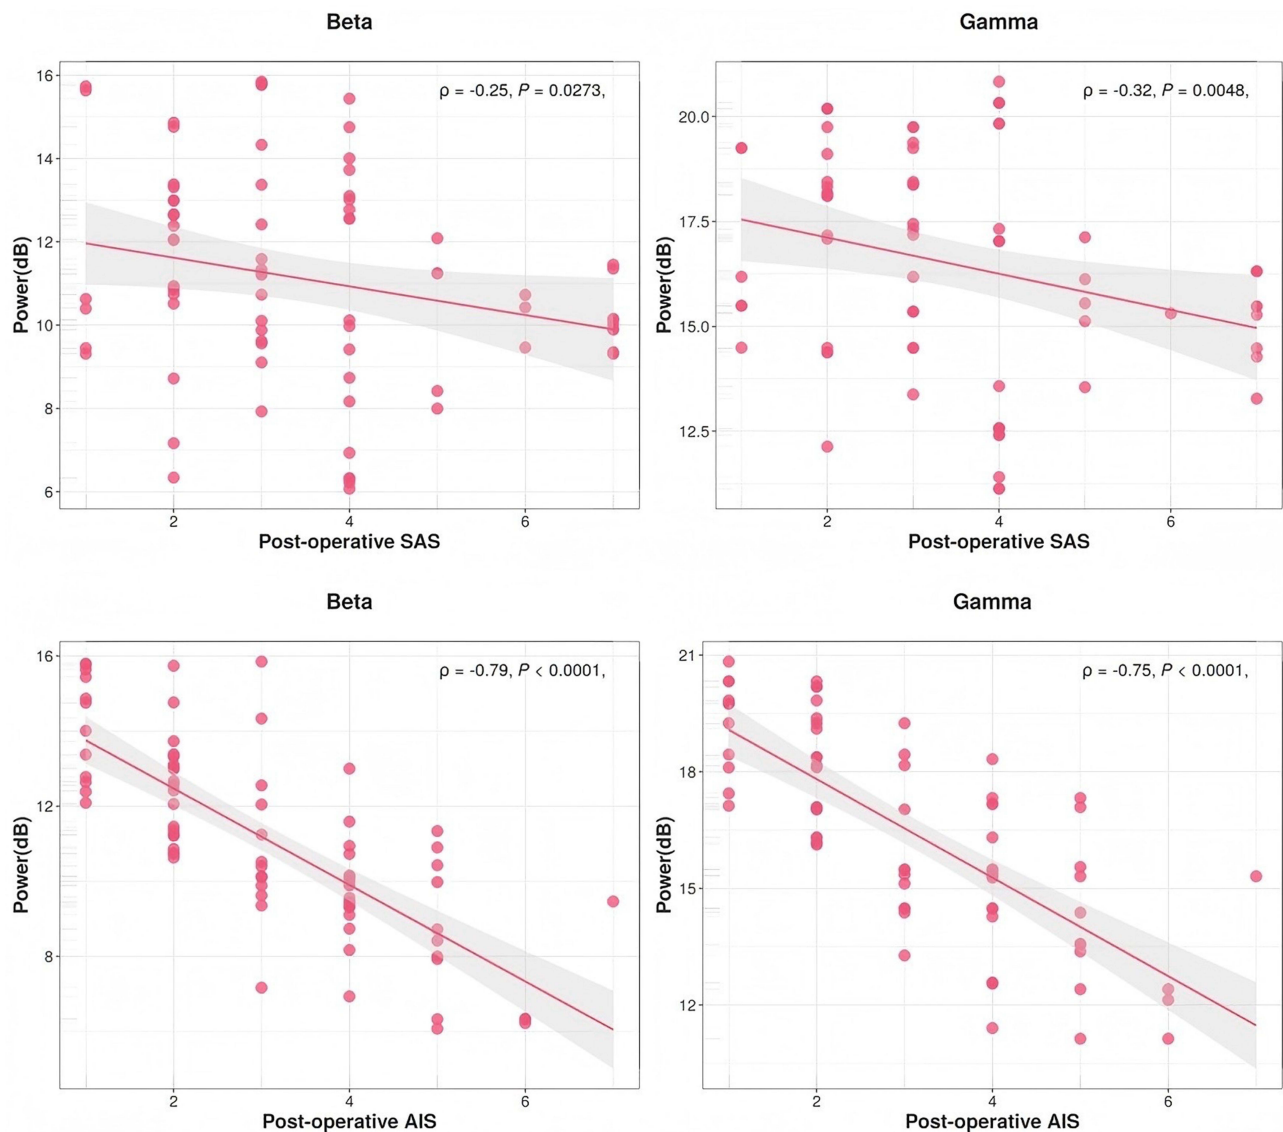 Beta
Gamma
ρ = -0.25, P = 0.0273,
ρ = -0.32, P = 0.0048,
Power(dB)
16
14
12
10
8
6
2
4
6
Post-operative SAS
Power(dB)
20.0
17.5
15.0
12.5
2
4
6
Post-operative SAS
Beta
Gamma
ρ = -0.79, P < 0.0001,
ρ = -0.75, P < 0.0001,
Power(dB)
16
12
8
2
4
6
Post-operative AIS
Power(dB)
21
18
15
12
2
4
6
Post-operative AIS